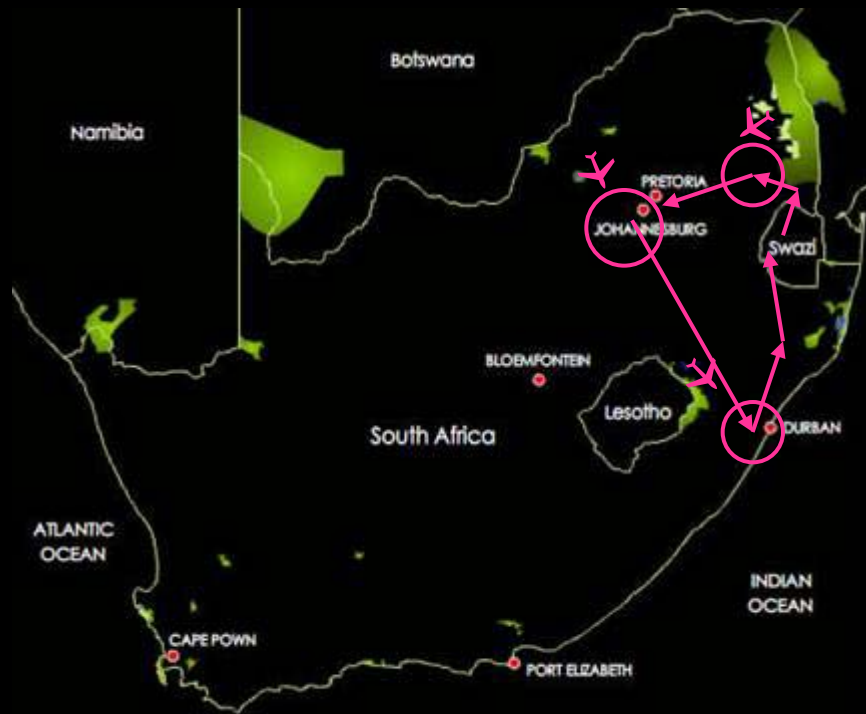 Botswana
Namibia
PRETORIA
JOHANNESBURG
Swazi
BLOEMFONTEIN
Lesotho
DURBAN
South Africa
ATLANTIC
OCEAN
INDIAN
OCEAN
CAPE POWN
PORT ELIZABETH